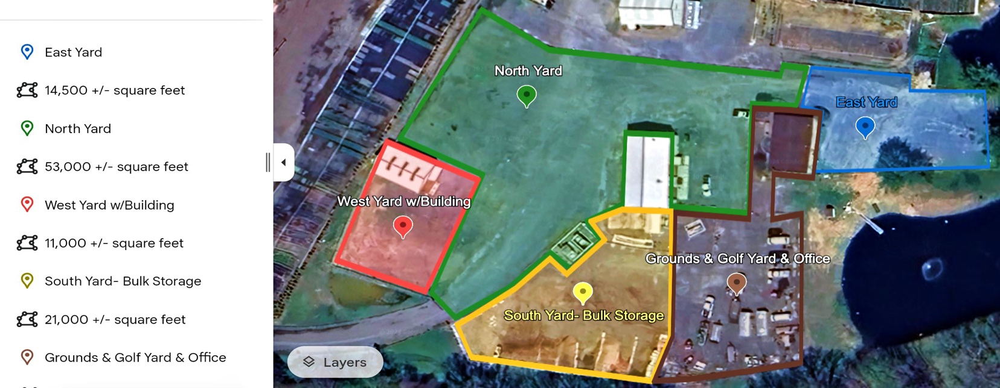 East Yard
14,500 +/- square feet
North Yard
53,000 +/- square feet
West Yard w/Building
11,000 +/- square feet
South Yard- Bulk Storage
21,000 +/- square feet
Grounds & Golf Yard & Office
North Yard
East Yard
West Yard w/Building
Grounds & Golf Yard & Office
South Yard- Bulk Storage
Layers